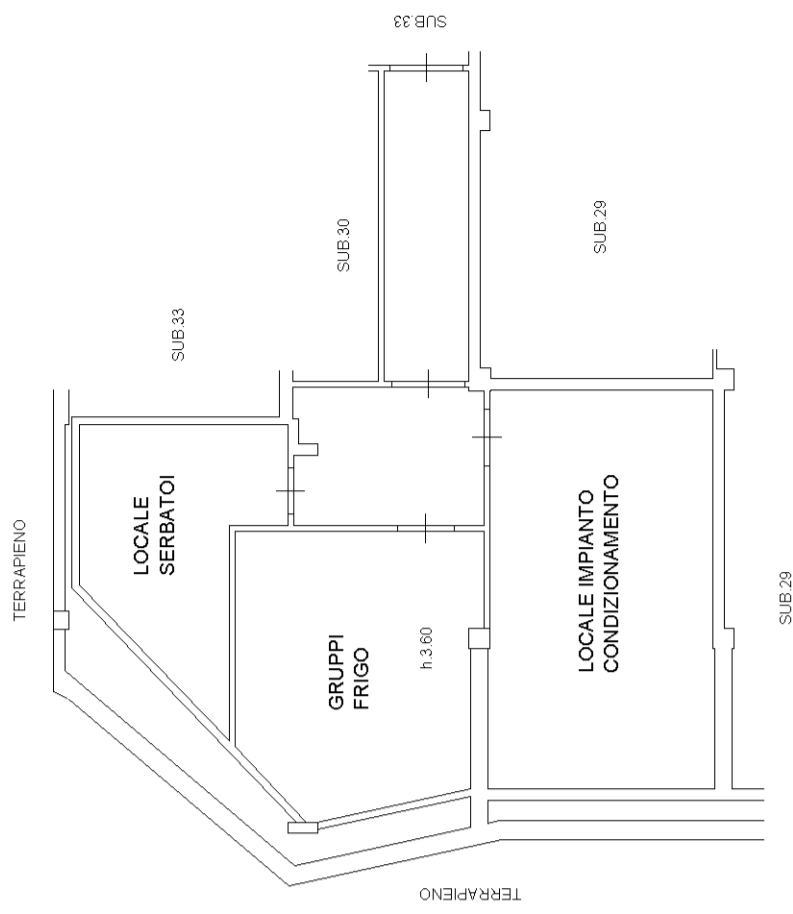 SUB.33
SUB.30
SUB.29
SUB.33
TERRAPIENO
LOCALE
SERBATOI
GRUPPI
FRIGO
h.3.60
LOCALE IMPIANTO
CONDIZIONAMENTO
SUB.29
TERRAPIENO